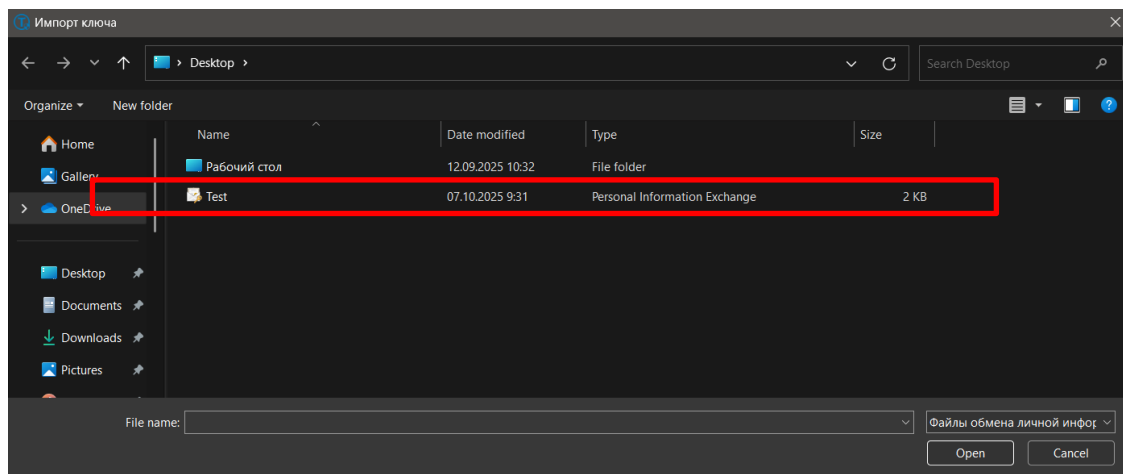 Импорт ключа
Desktop
Search Desktop
Organize
New folder
Name
Date modified
Type
Size
Home
Рабочий стол
12.09.2025 10:32
File folder
Gallery
Test
07.10.2025 9:31
Personal Information Exchange
2 KB
OneDrive
Desktop
Documents
Downloads
Pictures
File name:
Файлы обмена личной инфор
Open
Cancel